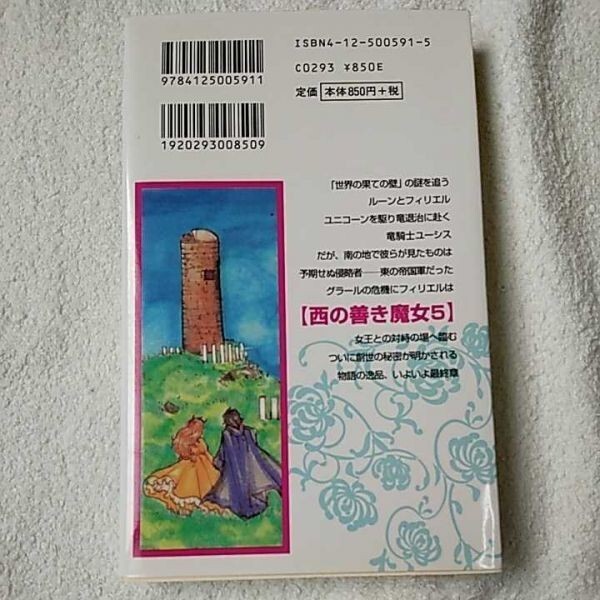 ISBN4-12-500591-5
C0293 ¥850E
定価 本体850円+税
9784125005911
1920293008509
「世界の果ての壁」の謎を追う
ルーンとフィリエル
ユニコーンを駆り竜退治に赴く
竜騎士ユーシス
だが、南の地で彼らが見たものは
予期せぬ侵略者――東の帝国軍だった
グラールの危機にフィリエルは
【西の善き魔女5】
女王との対峙の場へ臨む
ついに創世の秘密が明かされる
物語の逸品、いよいよ最終章